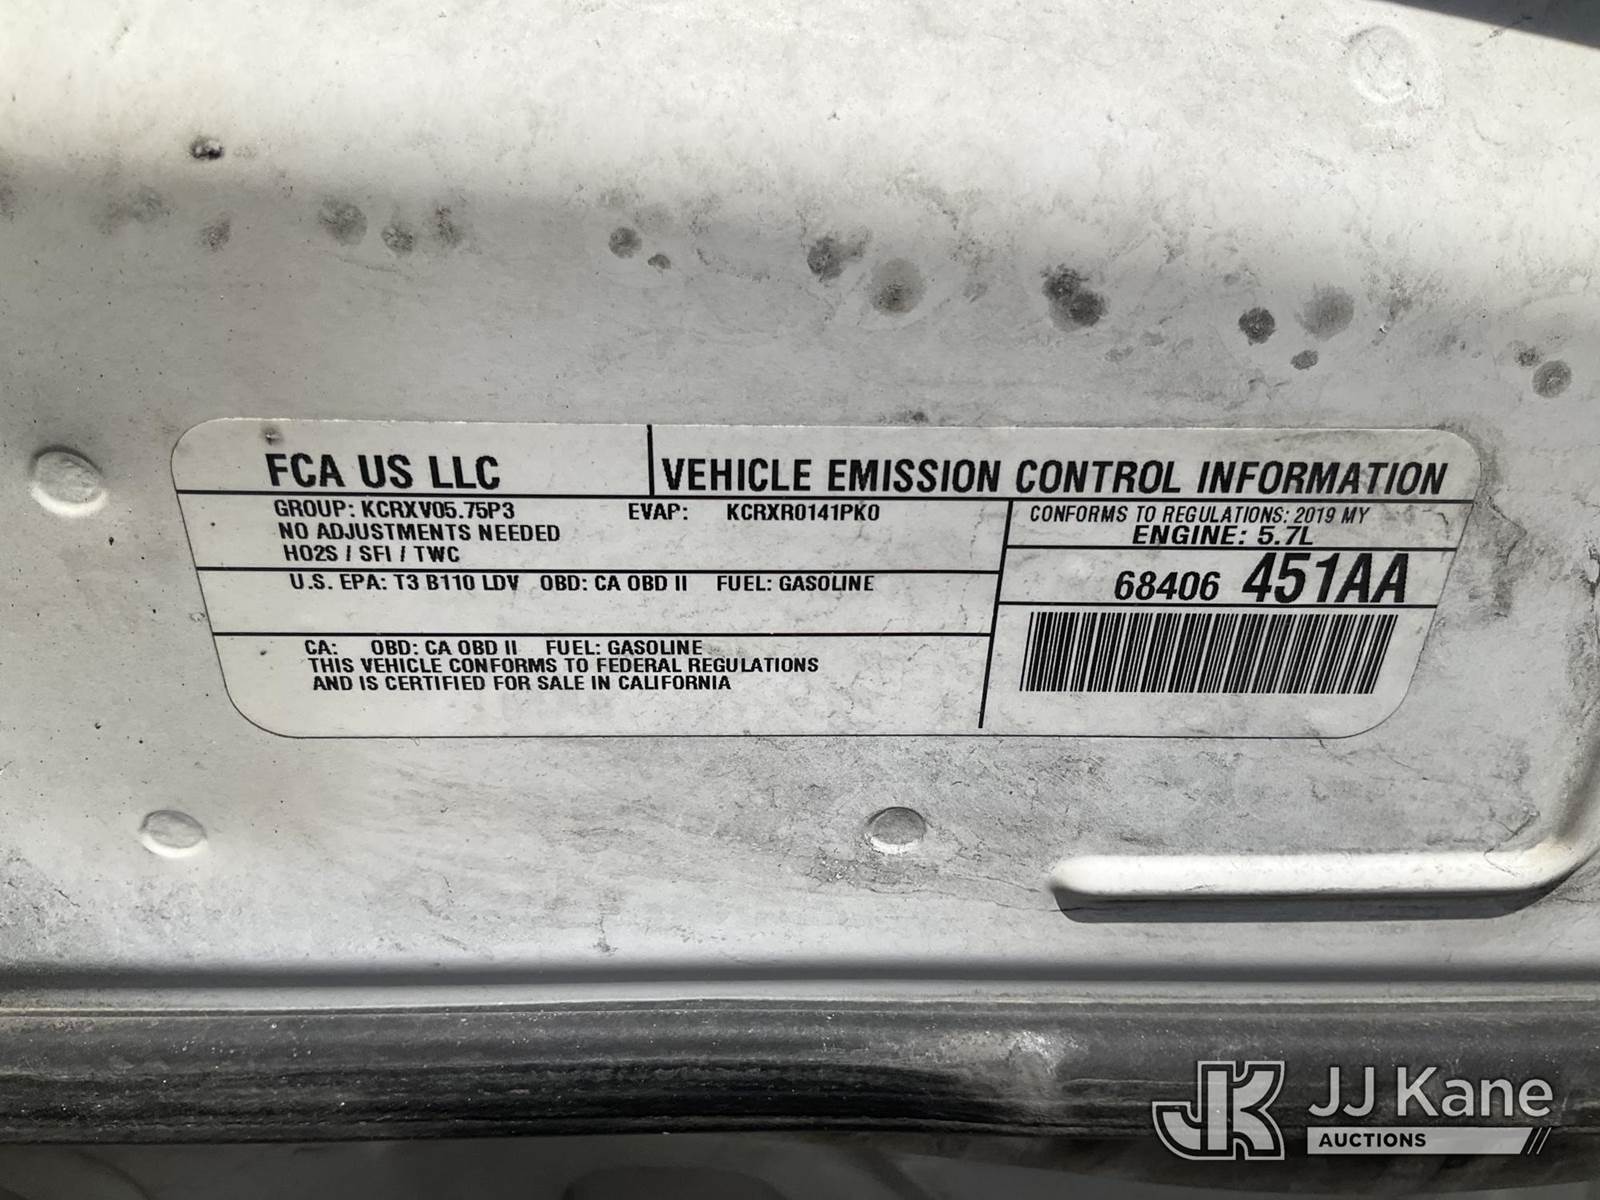 FCA US LLC
VEHICLE EMISSION CONTROL INFORMATION
GROUP: KCRXV05.75P3 EVAP: KCRXR0141PK0
NO ADJUSTMENTS NEEDED
HO2S / SFI / TWC
CONFORMS TO REGULATIONS: 2019 MY
ENGINE: 5.7L
U.S. EPA: T3 B110 LDV OBD: CA OBD II FUEL: GASOLINE
68406 451AA
CA: OBD: CA OBD II FUEL: GASOLINE
THIS VEHICLE CONFORMS TO FEDERAL REGULATIONS
AND IS CERTIFIED FOR SALE IN CALIFORNIA
JK JJ Kane
AUCTIONS